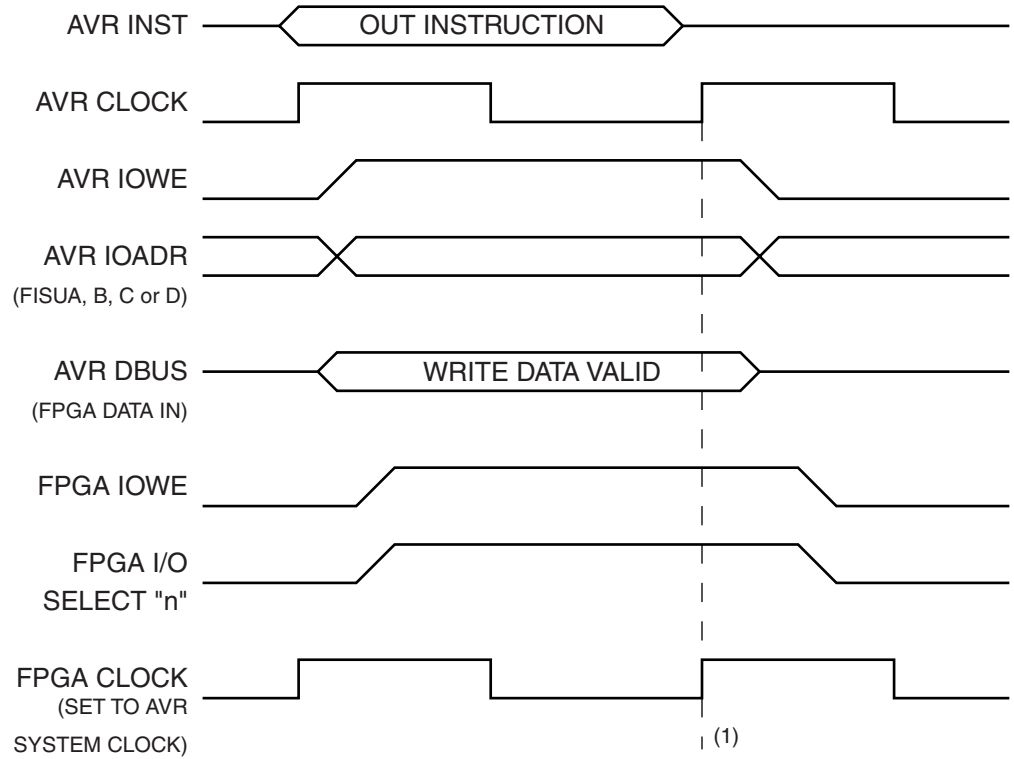 AVR INST
OUT INSTRUCTION
AVR CLOCK
AVR IOWE
AVR IOADR
(FISUA, B, C or D)
AVR DBUS
WRITE DATA VALID
(FPGA DATA IN)
FPGA IOWE
FPGA I/O
SELECT "n"
FPGA CLOCK
(SET TO AVR
SYSTEM CLOCK)
(1)